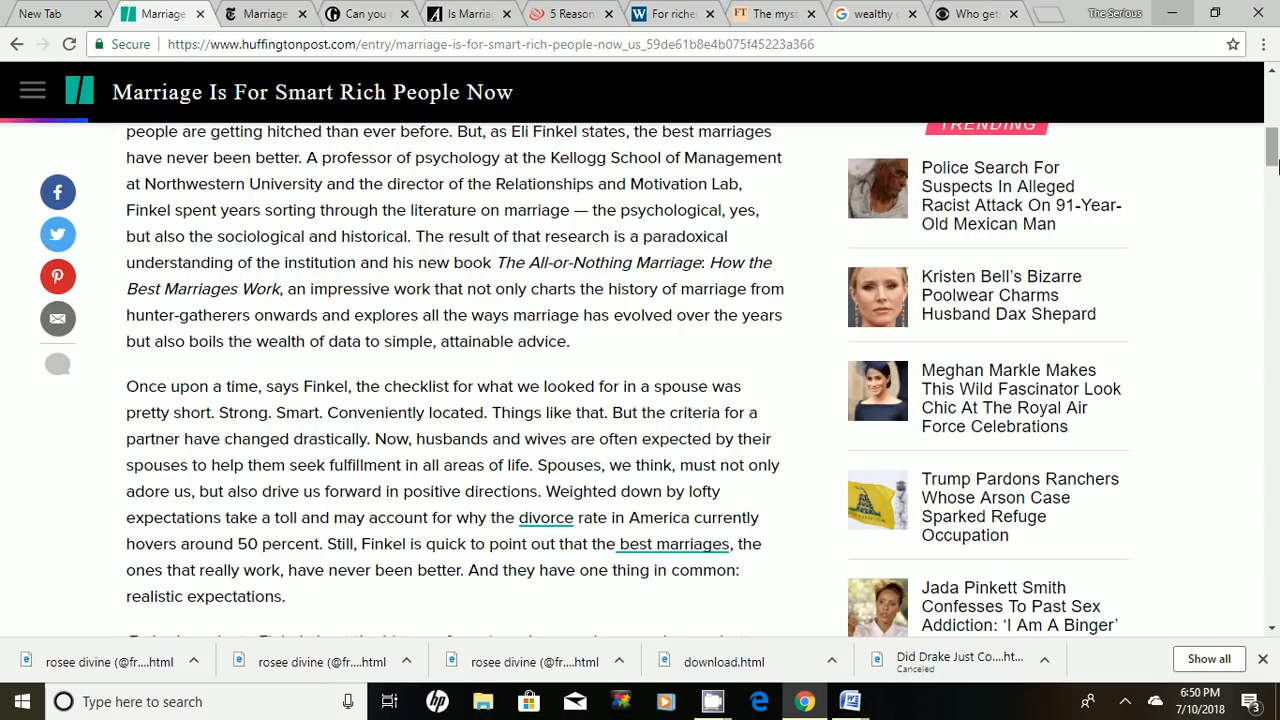 New Tab
Marriage
Marriage
Can you
Is Marria
5 Reason
For riche
The myst
wealthy c
Who get
The Serious
Secure
https://www.huffingtonpost.com/entry/marriage-is-for-smart-rich-people-now_us_59de61b8e4b075f45223a366
Marriage Is For Smart Rich People Now
people are getting hitched than ever before. But, as Eli Finkel states, the best marriages
have never been better. A professor of psychology at the Kellogg School of Management
at Northwestern University and the director of the Relationships and Motivation Lab,
Finkel spent years sorting through the literature on marriage — the psychological, yes,
but also the sociological and historical. The result of that research is a paradoxical
understanding of the institution and his new book The All-or-Nothing Marriage: How the
Best Marriages Work, an impressive work that not only charts the history of marriage from
hunter-gatherers onwards and explores all the ways marriage has evolved over the years
but also boils the wealth of data to simple, attainable advice.
Once upon a time, says Finkel, the checklist for what we looked for in a spouse was
pretty short. Strong. Smart. Conveniently located. Things like that. But the criteria for a
partner have changed drastically. Now, husbands and wives are often expected by their
spouses to help them seek fulfillment in all areas of life. Spouses, we think, must not only
adore us, but also drive us forward in positive directions. Weighted down by lofty
expectations take a toll and may account for why the divorce rate in America currently
hovers around 50 percent. Still, Finkel is quick to point out that the best marriages, the
ones that really work, have never been better. And they have one thing in common:
realistic expectations.
TRENDING
Police Search For
Suspects In Alleged
Racist Attack On 91-Year-
Old Mexican Man
Kristen Bell's Bizarre
Poolwear Charms
Husband Dax Shepard
Meghan Markle Makes
This Wild Fascinator Look
Chic At The Royal Air
Force Celebrations
Trump Pardons Ranchers
Whose Arson Case
Sparked Refuge
Occupation
Jada Pinkett Smith
Confesses To Past Sex
Addiction: 'I Am A Binger'
rosee divine (@fr....html
rosee divine (@fr....html
rosee divine (@fr....html
download.html
Did Drake Just Co....ht...
Canceled
Show all
Type here to search
6:50 PM
7/10/2018
3